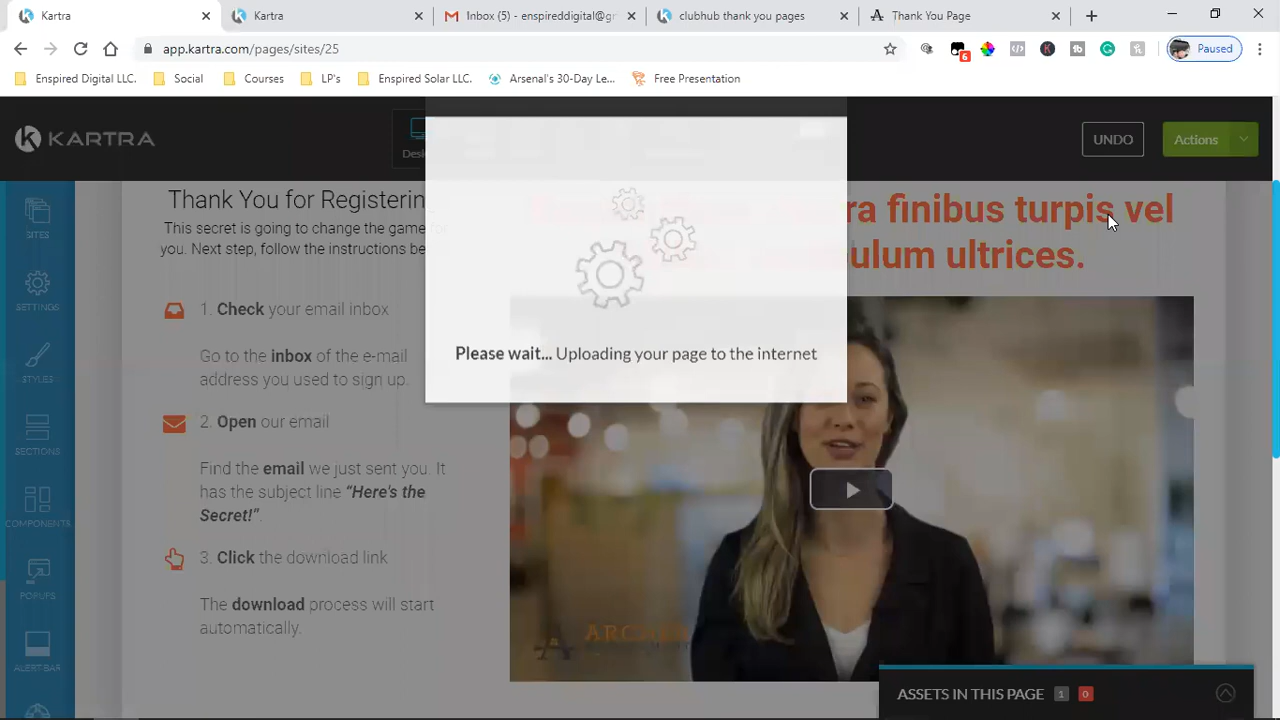 Kartra
Kartra
Inbox (5) - enspireddigital@gr
clubhub thank you pages
Thank You Page
app.kartra.com/pages/sites/25
6
Paused
Enspired Digital LLC.
Social
Courses
LP's
Enspired Solar LLC.
Arsenal's 30-Day Le...
Free Presentation
KARTRA
Des
UNDO
Actions
SITES
SETTINGS
STYLES
SECTIONS
COMPONENTS
POPUPS
ALERT BAR
Thank You for Registering
This secret is going to change the game for
you. Next step, follow the instructions be
1. Check your email inbox
Go to the inbox of the e-mail
address you used to sign up.
2. Open our email
Find the email we just sent you. It
has the subject line "Here's the
Secret!".
3. Click the download link
The download process will start
automatically.
ra finibus turpis vel
ulum ultrices.
Please wait... Uploading your page to the internet
ASSETS IN THIS PAGE 1 0